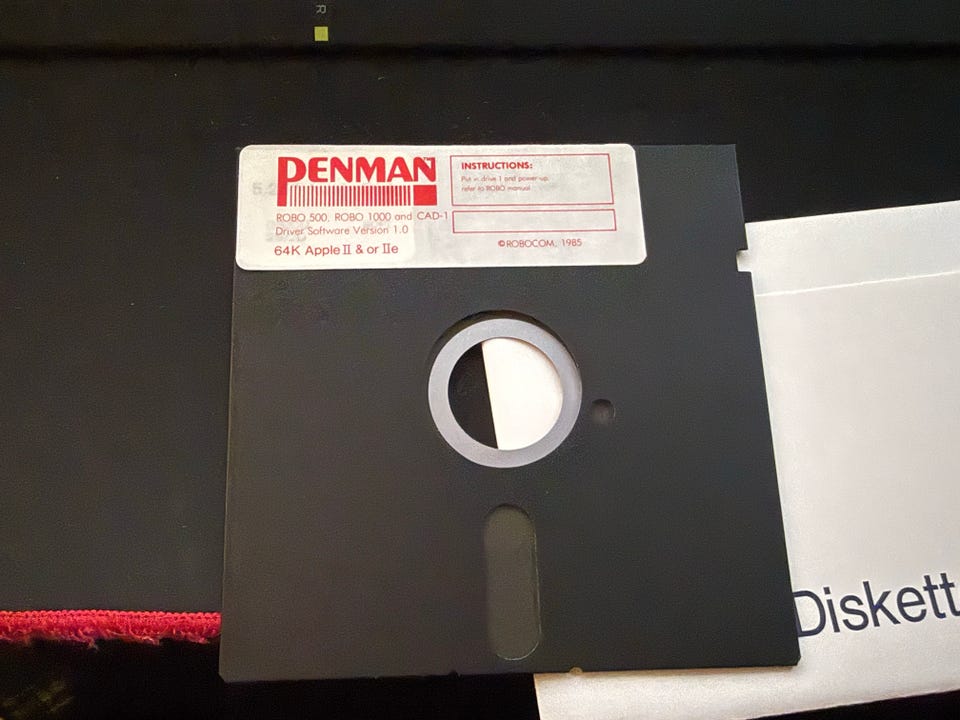 R
PENMAN™
ROBO 500, ROBO 1000 and CAD-1
Driver Software Version 1.0
64K Apple II & or IIe
INSTRUCTIONS:
Put in drive 1 and power-up.
refer to ROBO manual
©ROBOCOM, 1985
Diskett